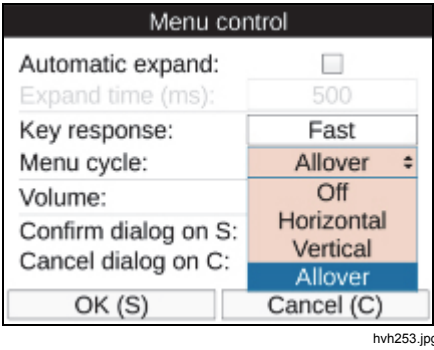 Menu control
Automatic expand:
Expand time (ms): 500
Key response: Fast
Menu cycle: Allover
Volume: Off
Horizontal
Confirm dialog on S:
Vertical
Cancel dialog on C:
Allover
OK (S) Cancel (C)
hvh253.jpg